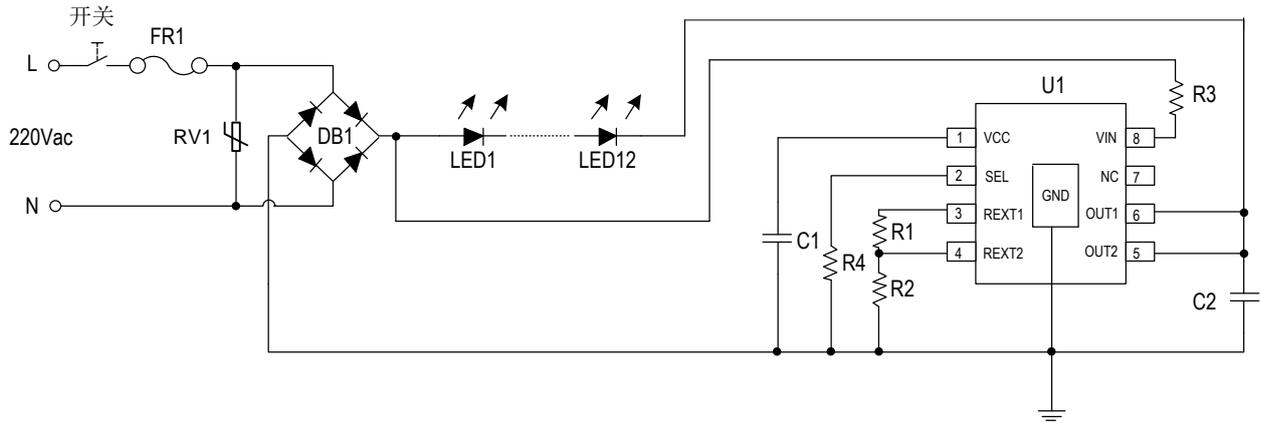 开关
FR1
L
U1
R3
220Vac
RV1
DB1
LED1
LED12
1
VCC
VIN
8
2
SEL
NC
7
GND
N
3
REXT1
OUT1
6
R1
C1
R4
4
REXT2
OUT2
5
R2
C2